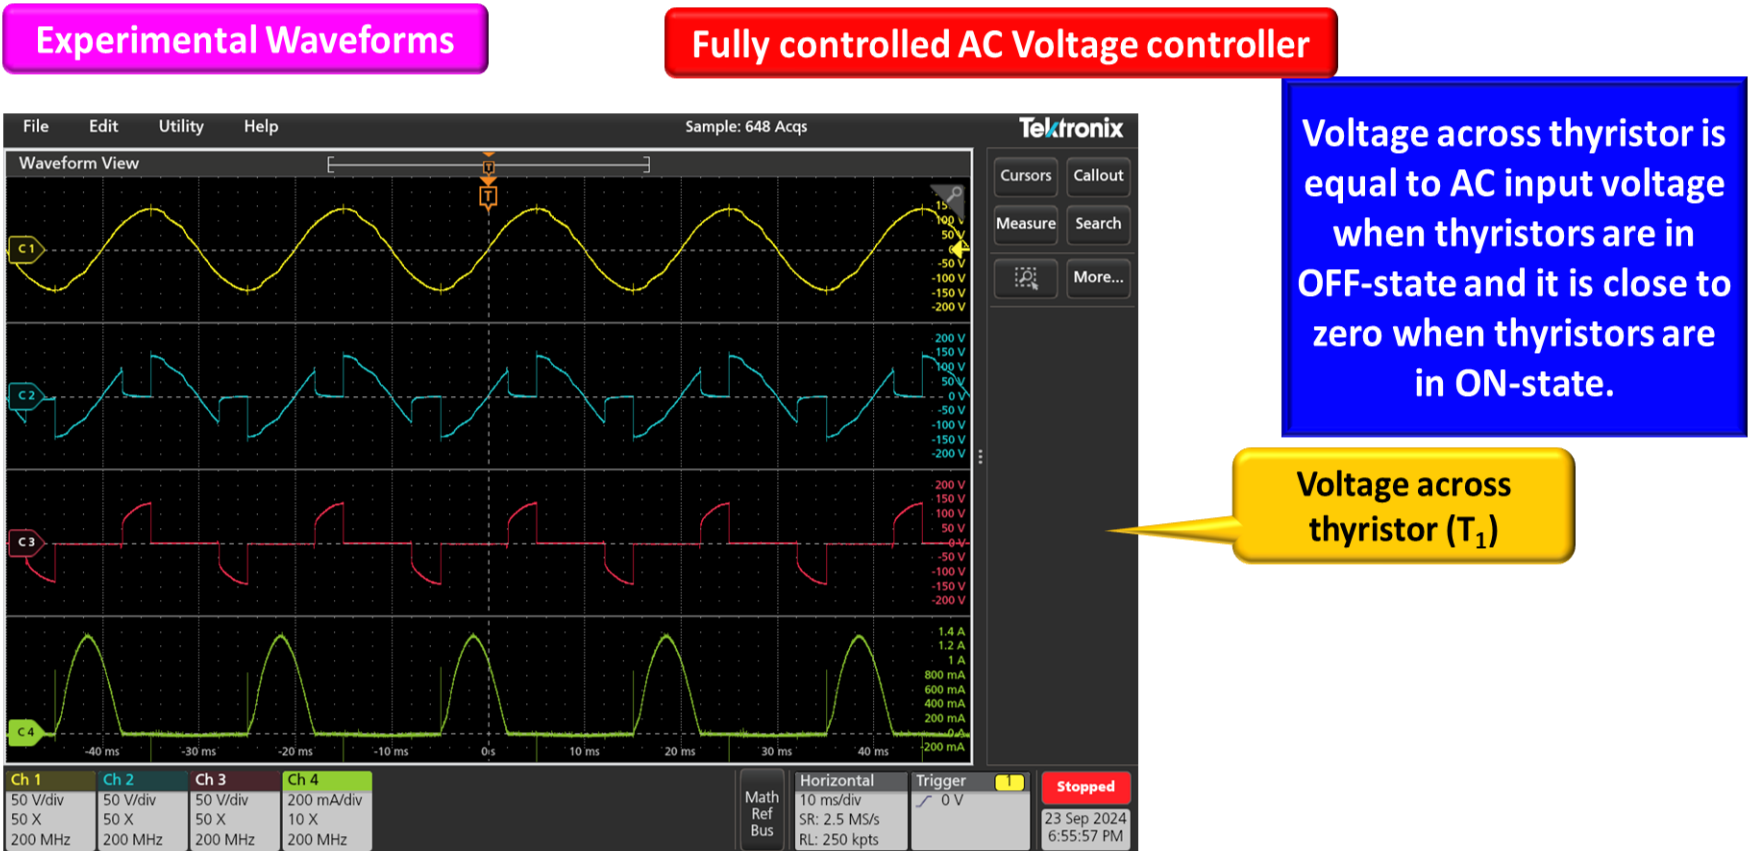 Experimental Waveforms
Fully controlled AC Voltage controller
File Edit Utility Help
Sample: 648 Acqs
Tektronix
Waveform View
T
T
Cursors Callout
Measure Search
More...
C 1
100 V
50 V
-50 V
-100 V
-150 V
-200 V
C 2
200 V
150 V
100 V
50 V
0 V
-50 V
-100 V
-150 V
-200 V
C 3
200 V
150 V
100 V
50 V
0 V
-50 V
-100 V
-150 V
-200 V
C 4
1.4 A
1.2 A
1 A
800 mA
600 mA
400 mA
200 mA
0 A
-200 mA
-40 ms -30 ms -20 ms -10 ms 0 s 10 ms 20 ms 30 ms 40 ms
Ch 1
50 V/div
50 X
200 MHz
Ch 2
50 V/div
50 X
200 MHz
Ch 3
50 V/div
50 X
200 MHz
Ch 4
200 mA/div
10 X
200 MHz
Math
Ref
Bus
Horizontal
10 ms/div
SR: 2.5 MS/s
RL: 250 kpts
Trigger 1
0 V
Stopped
23 Sep 2024
6:55:57 PM
Voltage across thyristor is
equal to AC input voltage
when thyristors are in
OFF-state and it is close to
zero when thyristors are
in ON-state.
Voltage across
thyristor (T₁)